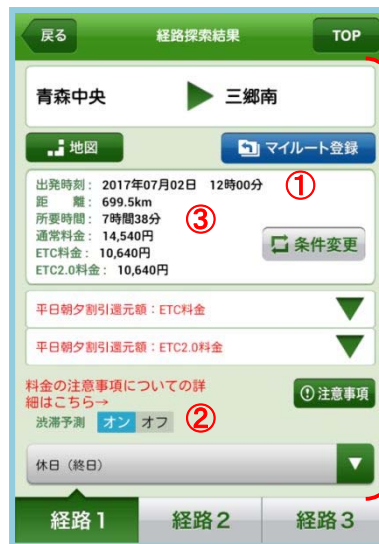 戻る 経路探索結果 TOP
青森中央 ▶ 三郷南
地図 マイルート登録
出発時刻： 2017年07月02日 12時00分 ①
距 離： 699.5km
所要時間： 7時間38分 ③
通常料金： 14,540円
ETC料金： 10,640円 条件変更
ETC2.0料金： 10,640円
平日朝夕割引還元額：ETC料金
平日朝夕割引還元額：ETC2.0料金
料金の注意事項についての詳
細はこちら→ 注意事項
渋滞予測 オン オフ ②
休日（終日）
経路1 経路2 経路3